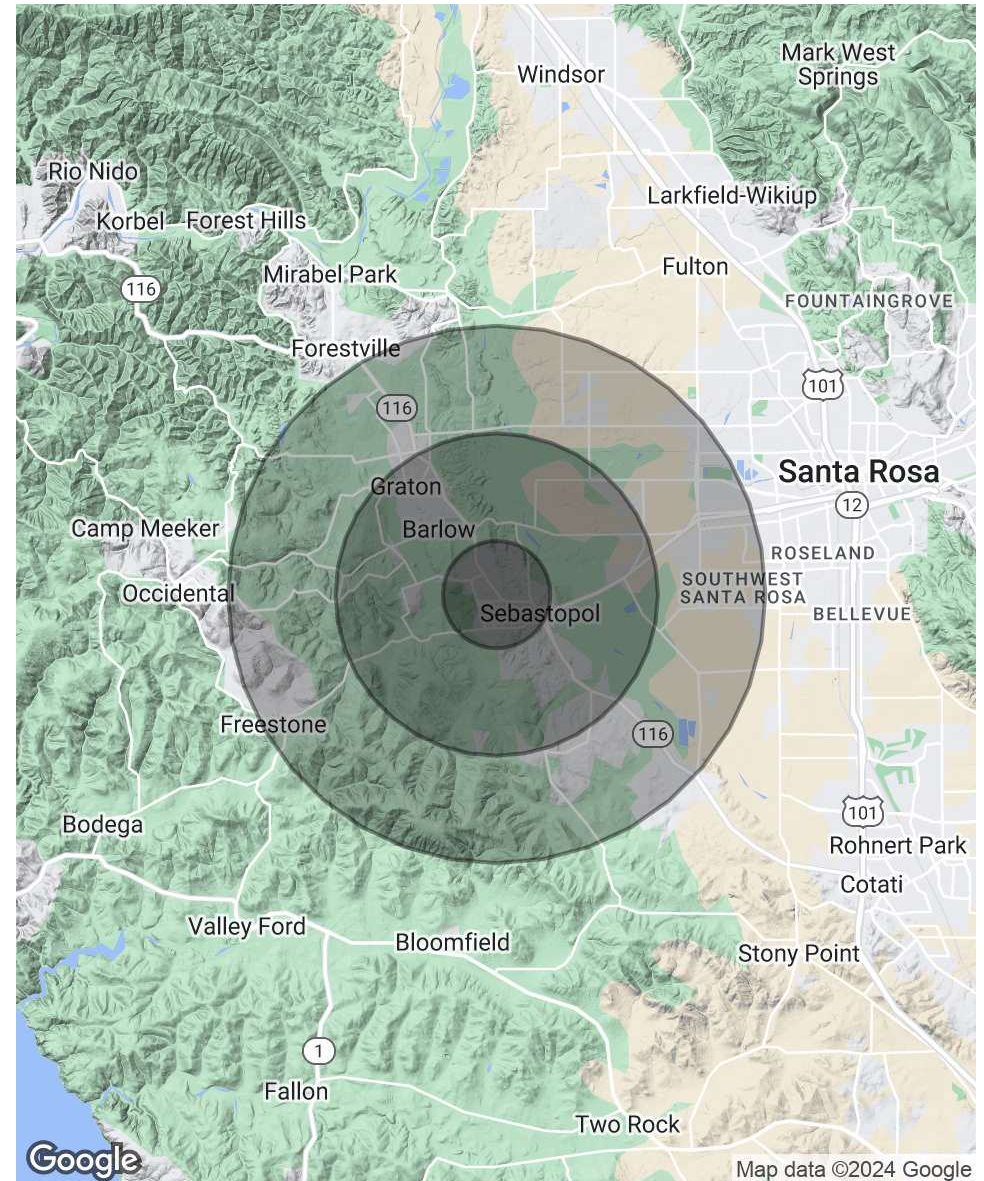 Mark West
Springs
Windsor
Rio Nido
Larkfield-Wikiup
Korbel
Forest Hills
Fulton
Mirabel Park
116
FOUNTAINGROVE
Forestville
101
116
Santa Rosa
Graton
12
Camp Meeker
Barlow
ROSELAND
SOUTHWEST
SANTA ROSA
Occidental
Sebastopol
BELLEVUE
Freestone
116
101
Bodega
Rohnert Park
Cotati
Valley Ford
Bloomfield
Stony Point
1
Fallon
Two Rock
Google
Map data ©2024 Google